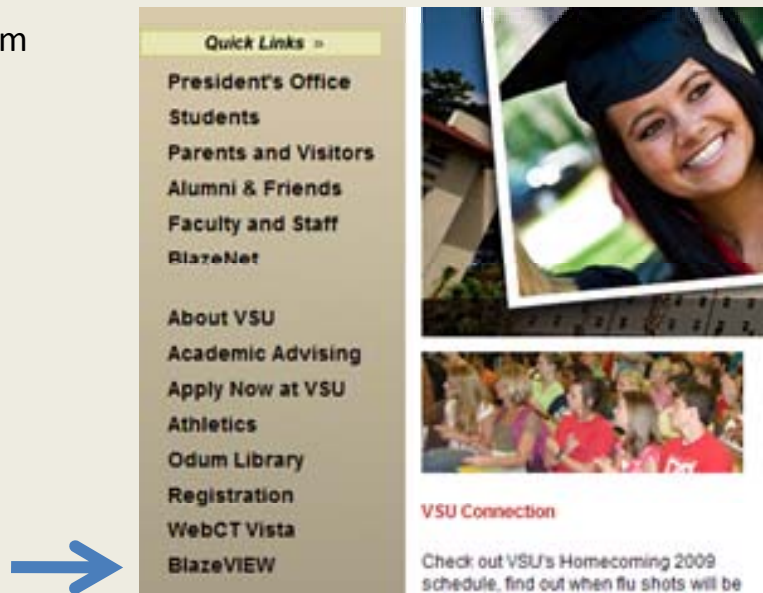 m
Quick Links »
President's Office
Students
Parents and Visitors
Alumni & Friends
Faculty and Staff
BlazeNet
About VSU
Academic Advising
Apply Now at VSU
Athletics
Odum Library
Registration
WebCT Vista
BlazeVIEW
VSU Connection
Check out VSU's Homecoming 2009
schedule, find out when flu shots will be